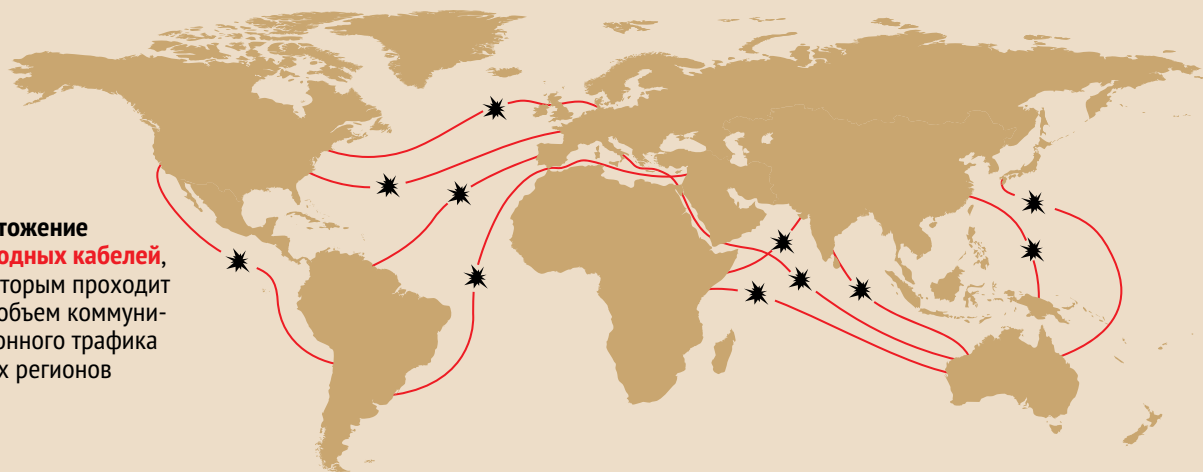 тожение
одных кабелей,
торым проходит
объем коммуни-
онного трафика
х регионов